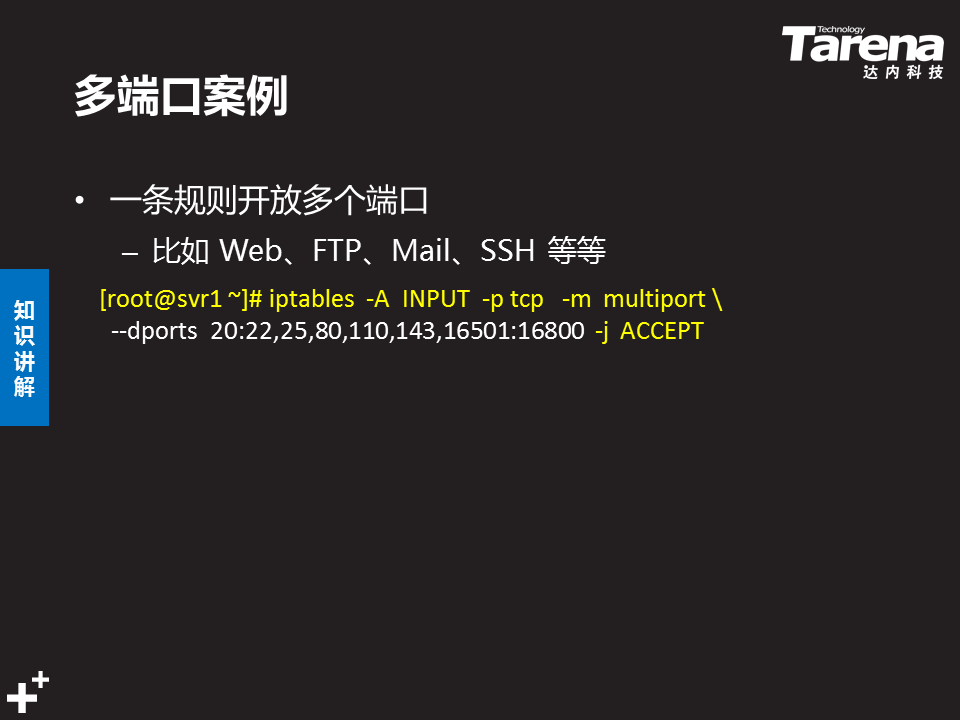 Technology
Tarena
达内科技
多端口案例
• 一条规则开放多个端口
– 比如 Web、FTP、Mail、SSH 等等
[root@svr1 ~]# iptables -A INPUT -p tcp -m multiport \
--dports 20:22,25,80,110,143,16501:16800 -j ACCEPT
知识讲解